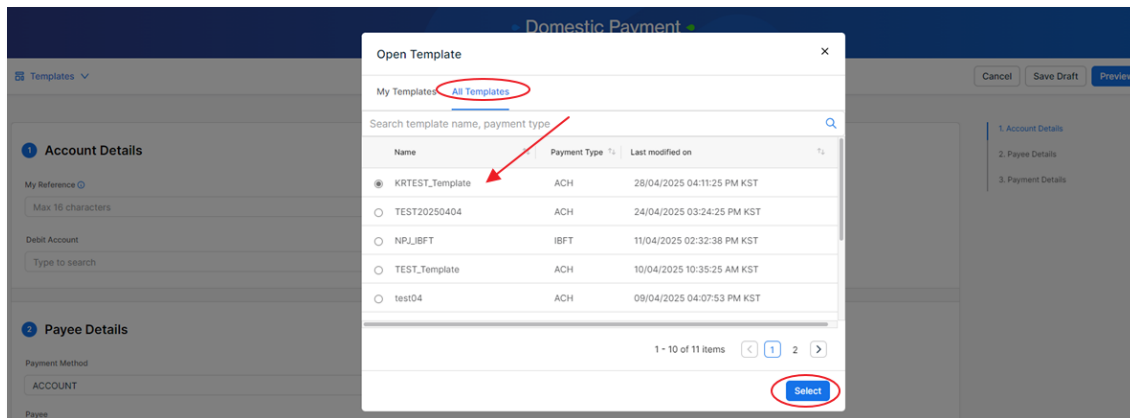 Domestic Payment
Templates
Cancel
Save Draft
Preview
Open Template
×
My Templates
All Templates
Search template name, payment type
Name
Payment Type
Last modified on
KRTEST_Template ACH 28/04/2025 04:11:25 PM KST
TEST20250404 ACH 24/04/2025 03:24:25 PM KST
NPJ_IBFT IBFT 11/04/2025 02:32:38 PM KST
TEST_Template ACH 10/04/2025 10:35:25 AM KST
test04 ACH 09/04/2025 04:07:53 PM KST
1 - 10 of 11 items < 1 2 >
Select
1 Account Details
My Reference
Max 16 characters
Debit Account
Type to search
2 Payee Details
Payment Method
ACCOUNT
Payee
1. Account Details
2. Payee Details
3. Payment Details